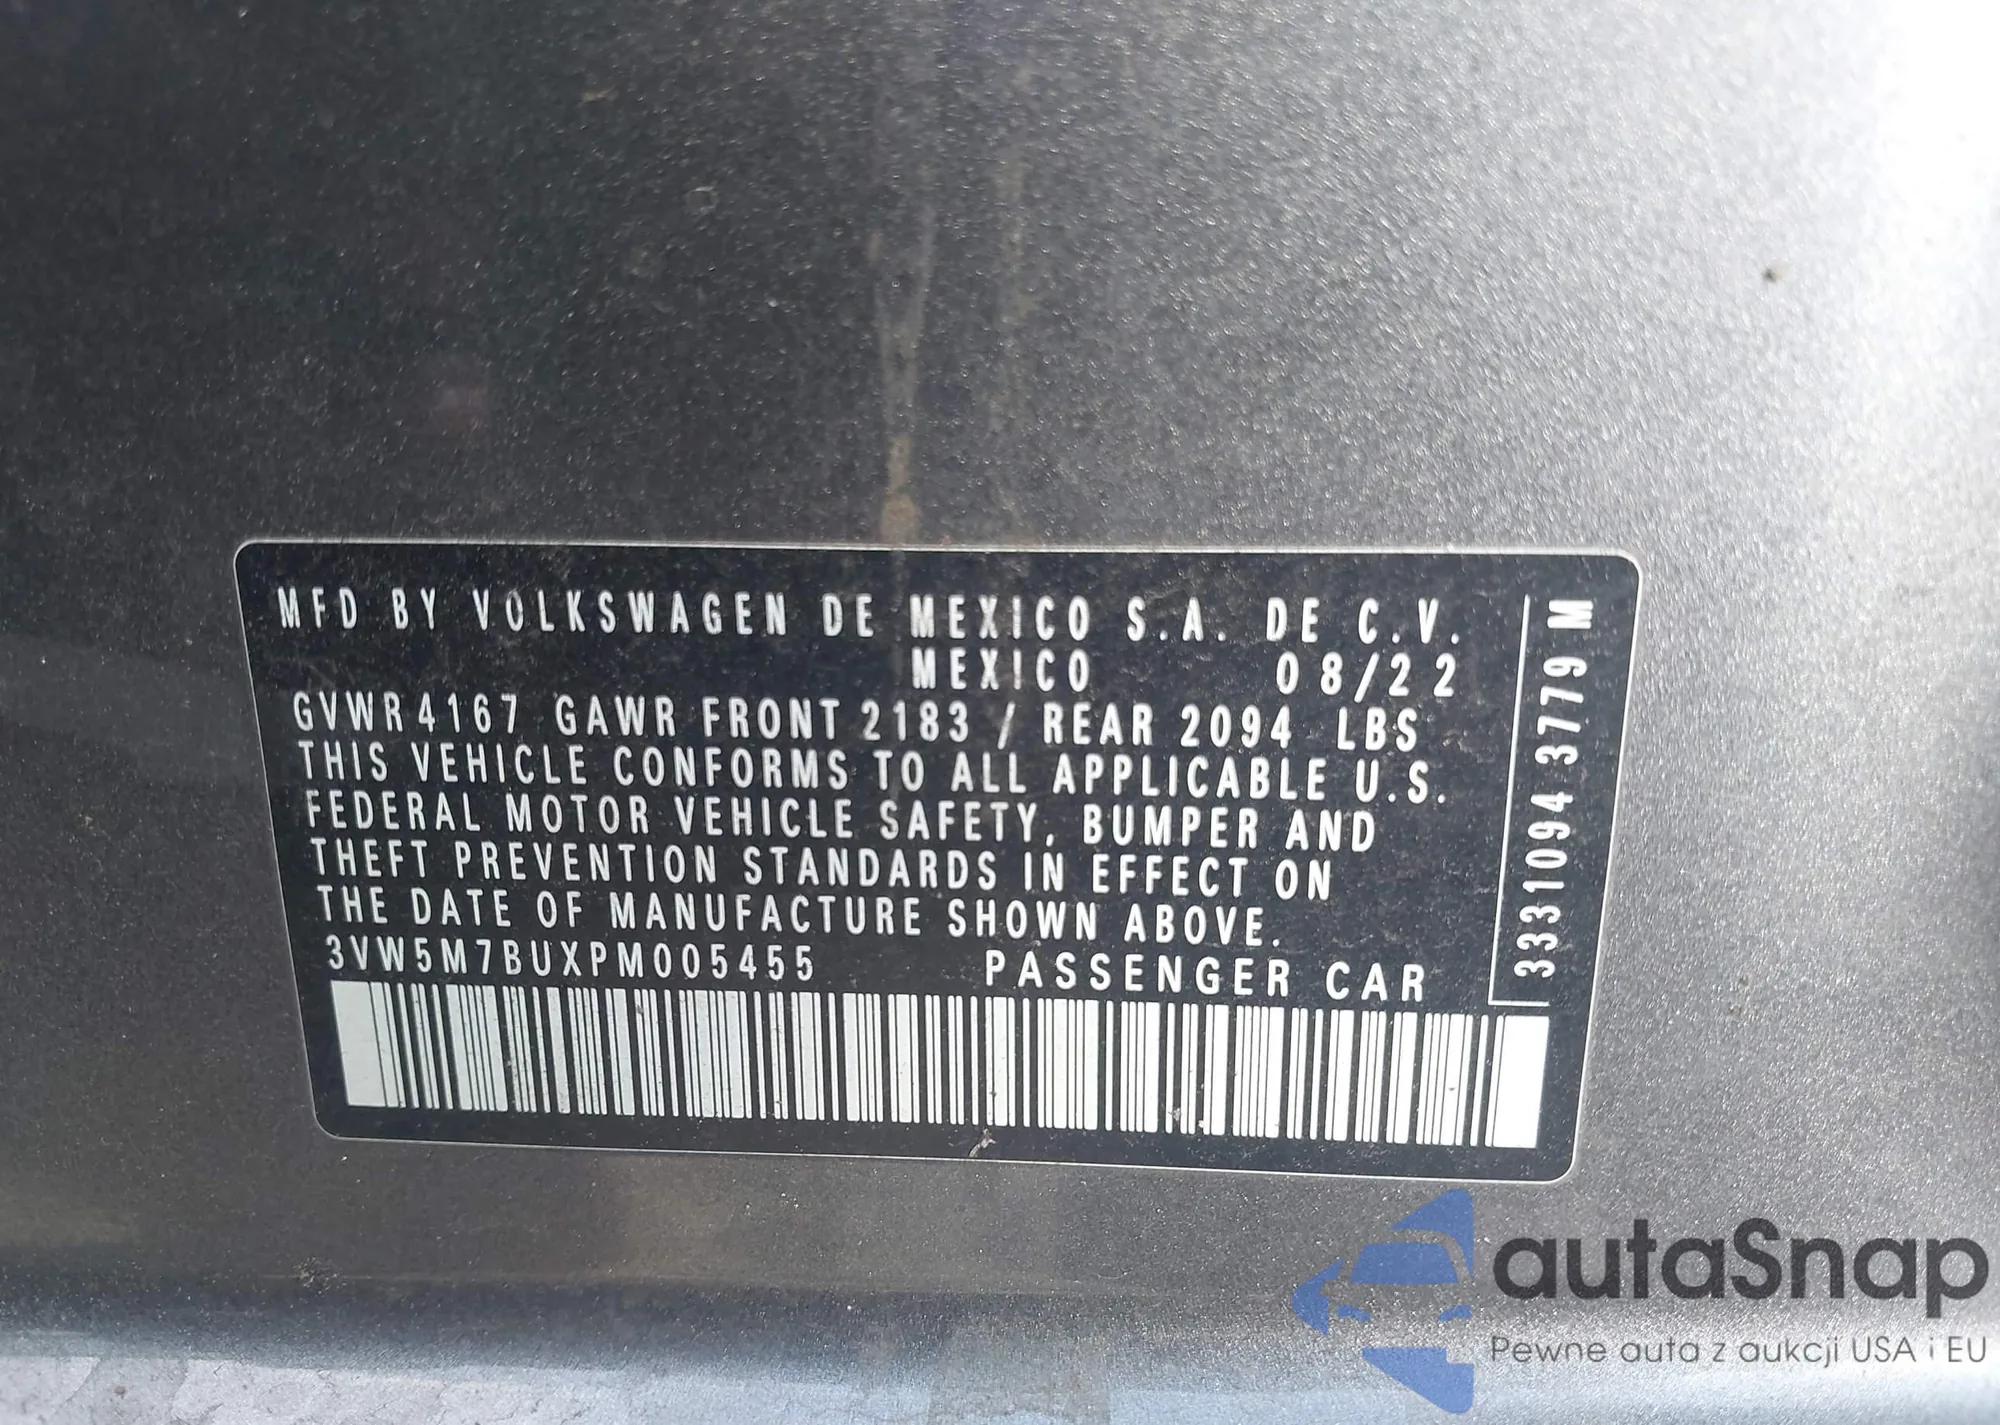 MFD BY VOLKSWAGEN DE MEXICO S.A. DE C.V.
MEXICO 08/22
GVWR 4167 GAWR FRONT 2183 / REAR 2094 LBS
THIS VEHICLE CONFORMS TO ALL APPLICABLE U.S.
FEDERAL MOTOR VEHICLE SAFETY, BUMPER AND
THEFT PREVENTION STANDARDS IN EFFECT ON
THE DATE OF MANUFACTURE SHOWN ABOVE.
3VW5M7BUXPM005455 PASSENGER CAR
3331094 3779 M
autaSnap
Pewne auta z aukcji USA i EU